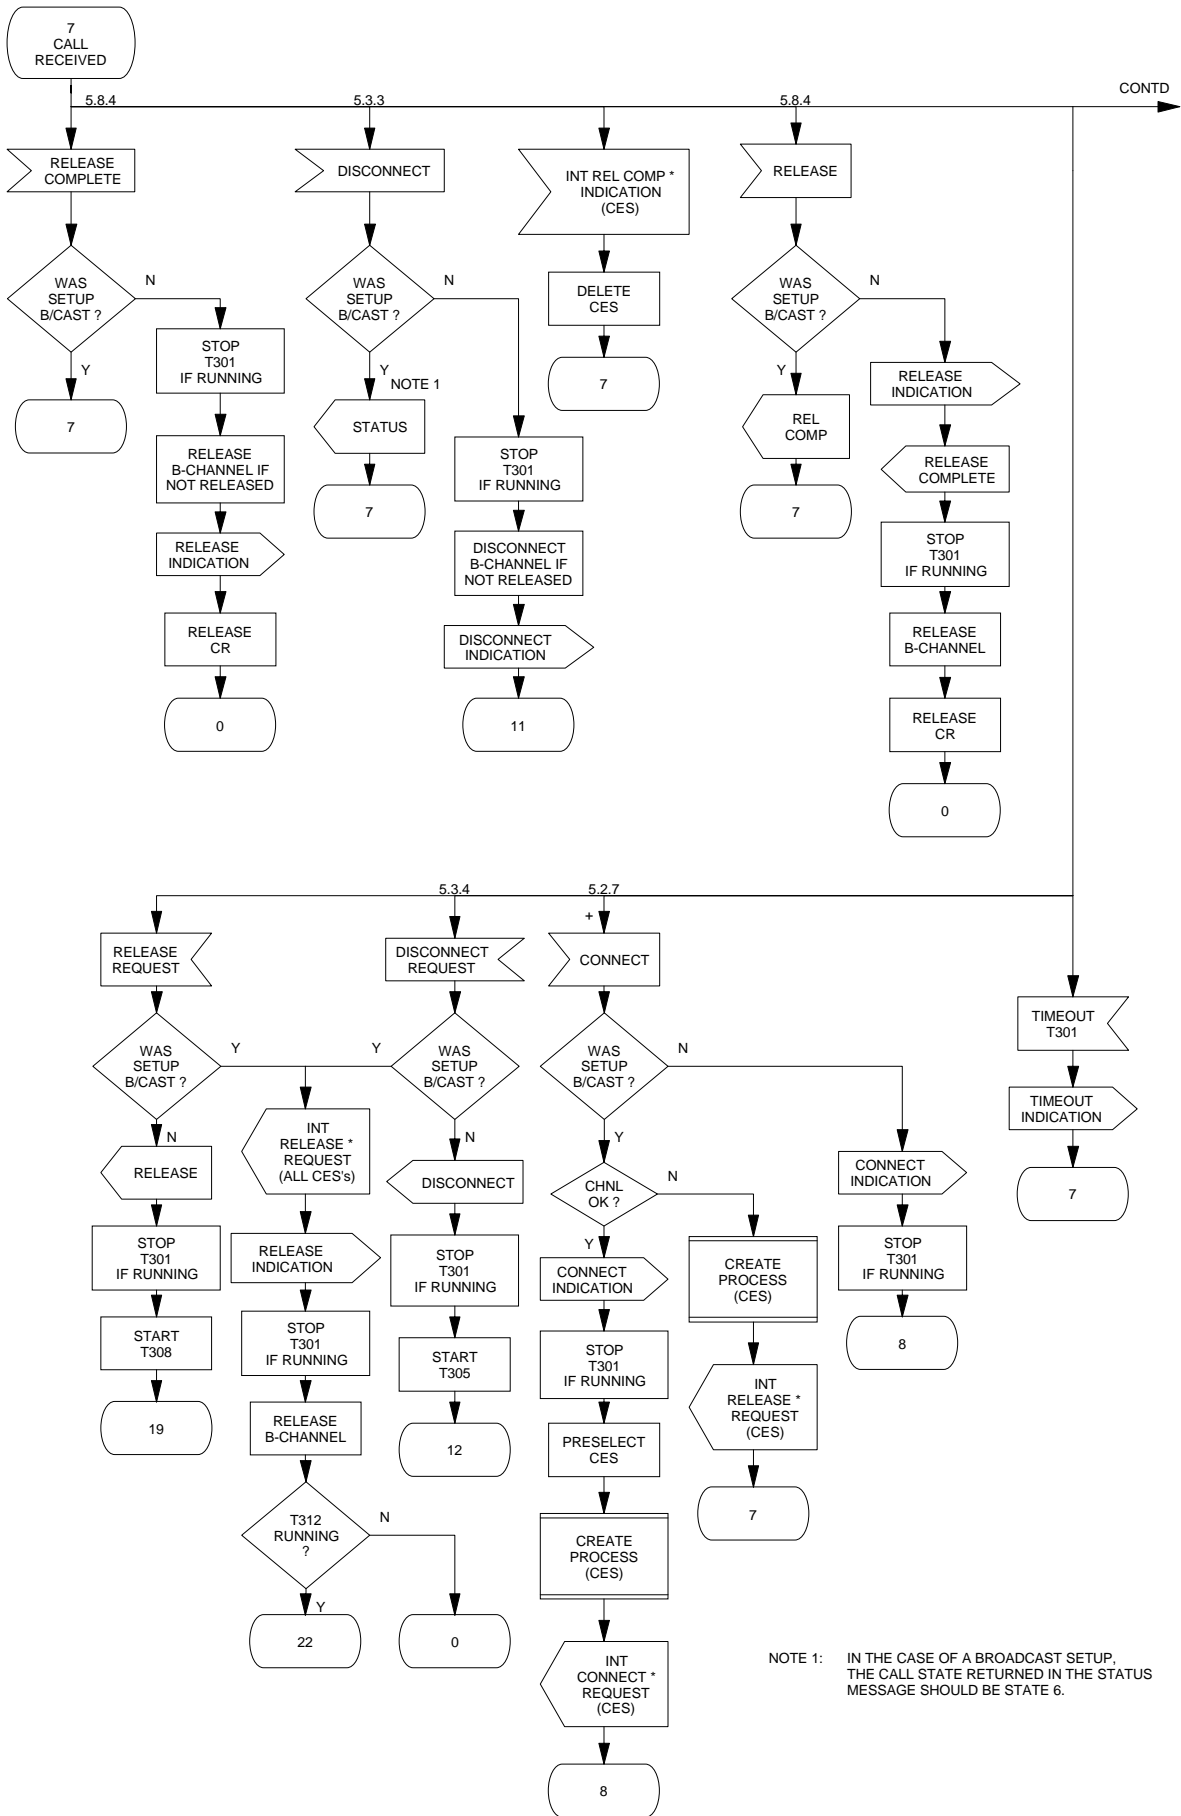 7
CALL
RECEIVED
CONTD
5.8.4
5.3.3
5.8.4
RELEASE
COMPLETE
DISCONNECT
INT REL COMP *
INDICATION
(CES)
RELEASE
WAS
SETUP
B/CAST ?
N
Y
7
STOP
T301
IF RUNNING
RELEASE
B-CHANNEL IF
NOT RELEASED
RELEASE
INDICATION
RELEASE
CR
0
WAS
SETUP
B/CAST ?
N
Y
NOTE 1
STATUS
7
STOP
T301
IF RUNNING
DISCONNECT
B-CHANNEL IF
NOT RELEASED
DISCONNECT
INDICATION
11
DELETE
CES
7
WAS
SETUP
B/CAST ?
N
Y
REL
COMP
7
RELEASE
INDICATION
RELEASE
COMPLETE
STOP
T301
IF RUNNING
RELEASE
B-CHANNEL
RELEASE
CR
0
5.3.4
5.2.7
+
RELEASE
REQUEST
DISCONNECT
REQUEST
CONNECT
TIMEOUT
T301
WAS
SETUP
B/CAST ?
Y
N
RELEASE
STOP
T301
IF RUNNING
START
T308
19
INT
RELEASE *
REQUEST
(ALL CES's)
RELEASE
INDICATION
STOP
T301
IF RUNNING
RELEASE
B-CHANNEL
T312
RUNNING
?
N
Y
22
0
Y
WAS
SETUP
B/CAST ?
N
DISCONNECT
STOP
T301
IF RUNNING
START
T305
12
WAS
SETUP
B/CAST ?
N
Y
CHNL
OK ?
N
Y
CONNECT
INDICATION
STOP
T301
IF RUNNING
PRESELECT
CES
CREATE
PROCESS
(CES)
INT
CONNECT *
REQUEST
(CES)
8
CREATE
PROCESS
(CES)
INT
RELEASE *
REQUEST
(CES)
7
CONNECT
INDICATION
STOP
T301
IF RUNNING
8
TIMEOUT
INDICATION
7
NOTE 1: IN THE CASE OF A BROADCAST SETUP,
THE CALL STATE RETURNED IN THE STATUS
MESSAGE SHOULD BE STATE 6.